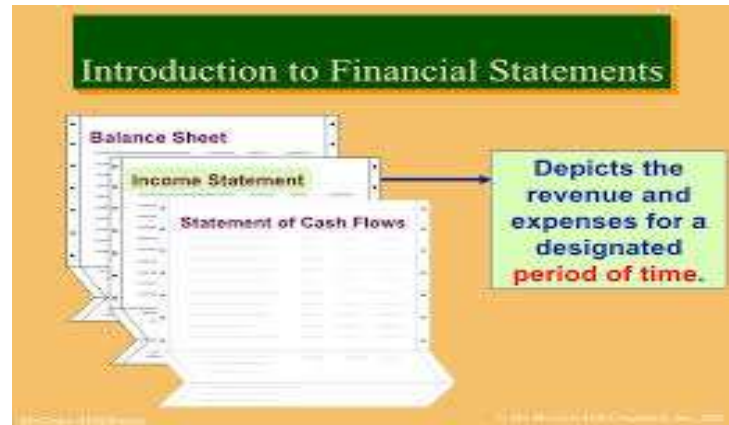 Introduction to Financial Statements
Balance Sheet
Income Statement
Statement of Cash Flows
Depicts the
revenue and
expenses for a
designated
period of time.